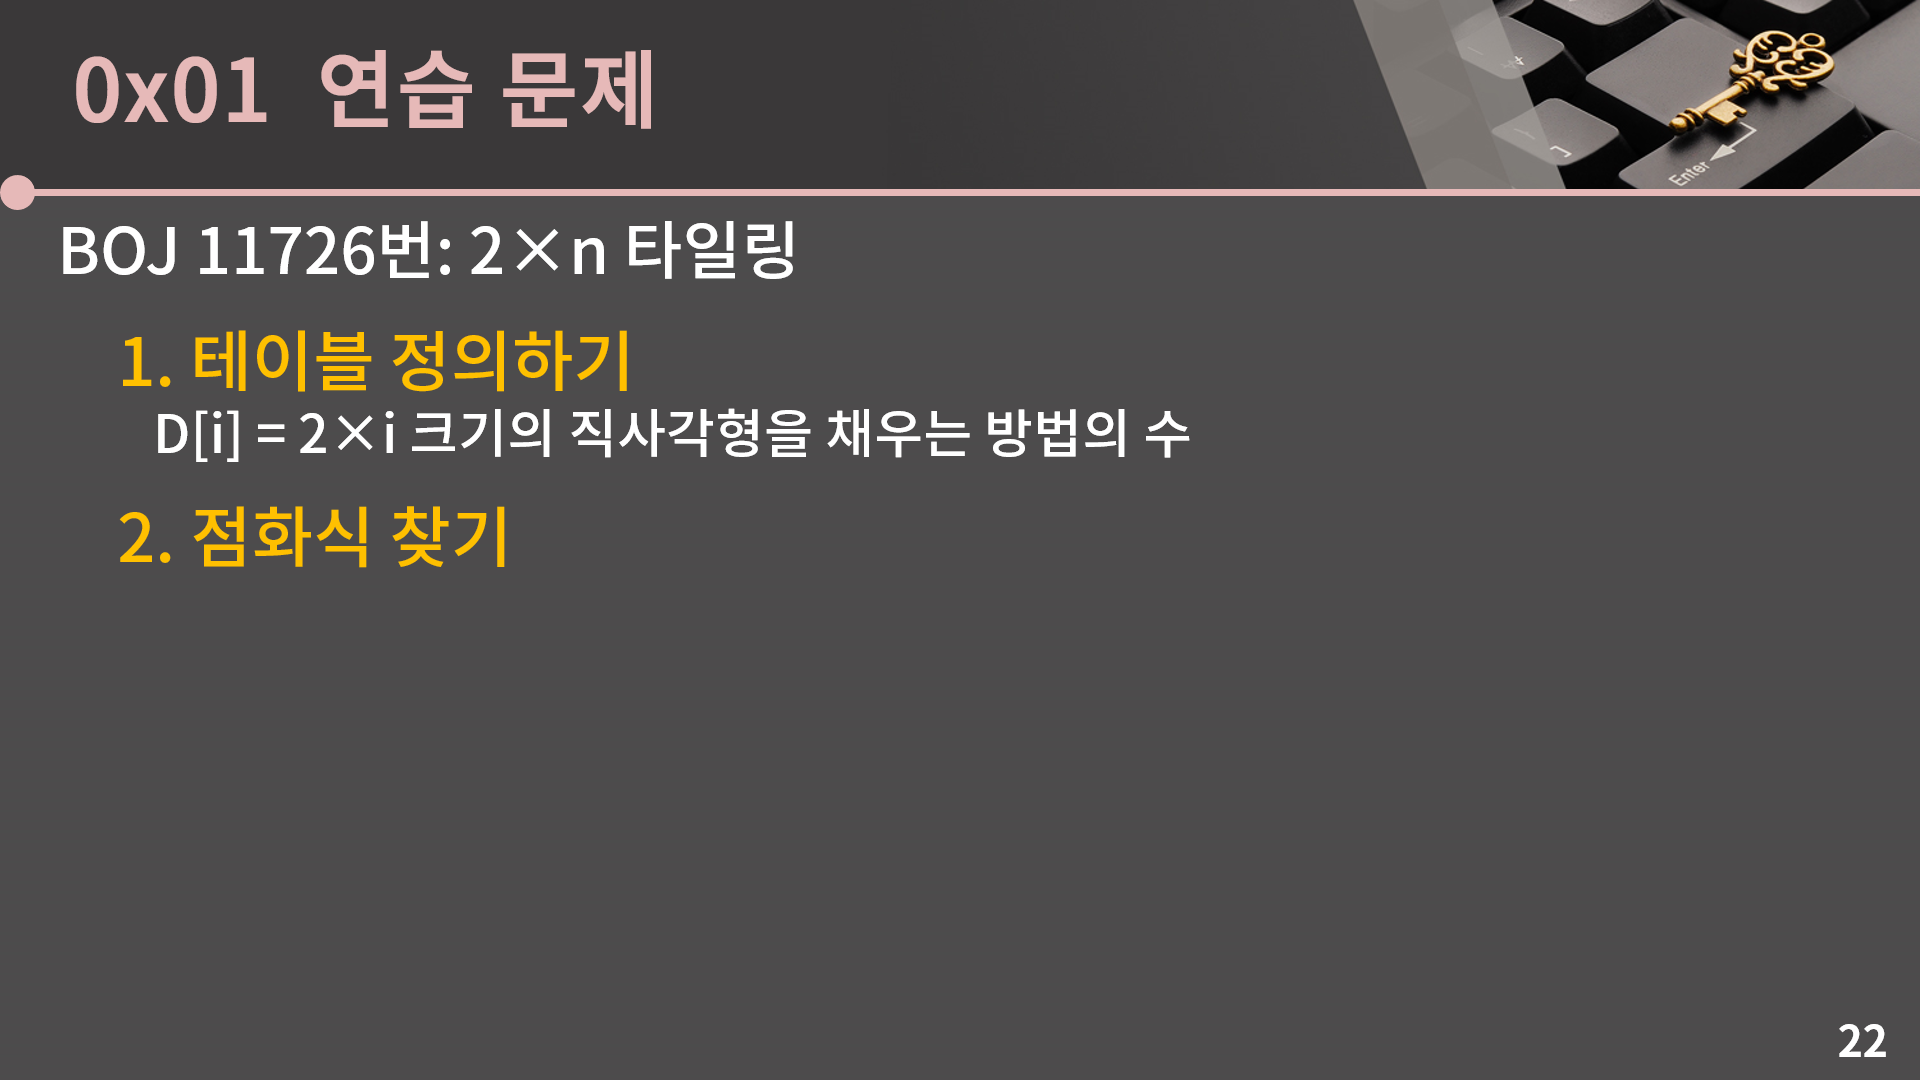 0x01 연습 문제
Enter
BOJ 11726번: 2×n 타일링
1. 테이블 정의하기
D[i] = 2×i 크기의 직사각형을 채우는 방법의 수
2. 점화식 찾기
22